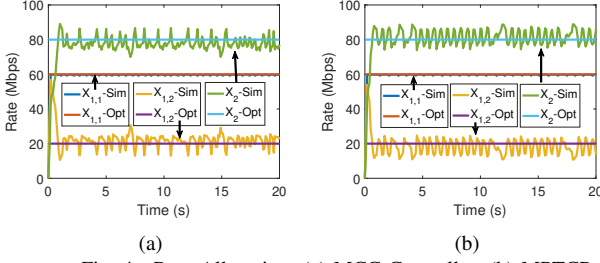 100
80
60
40
20
0
Rate (Mbps)
X1,1-Sim X1,2-Sim X2-Sim
X1,1-Opt X1,2-Opt X2-Opt
0 5 10 15 20
Time (s)
(a)
100
80
60
40
20
0
Rate (Mbps)
X1,1-Sim X1,2-Sim X2-Sim
X1,1-Opt X1,2-Opt X2-Opt
0 5 10 15 20
Time (s)
(b)